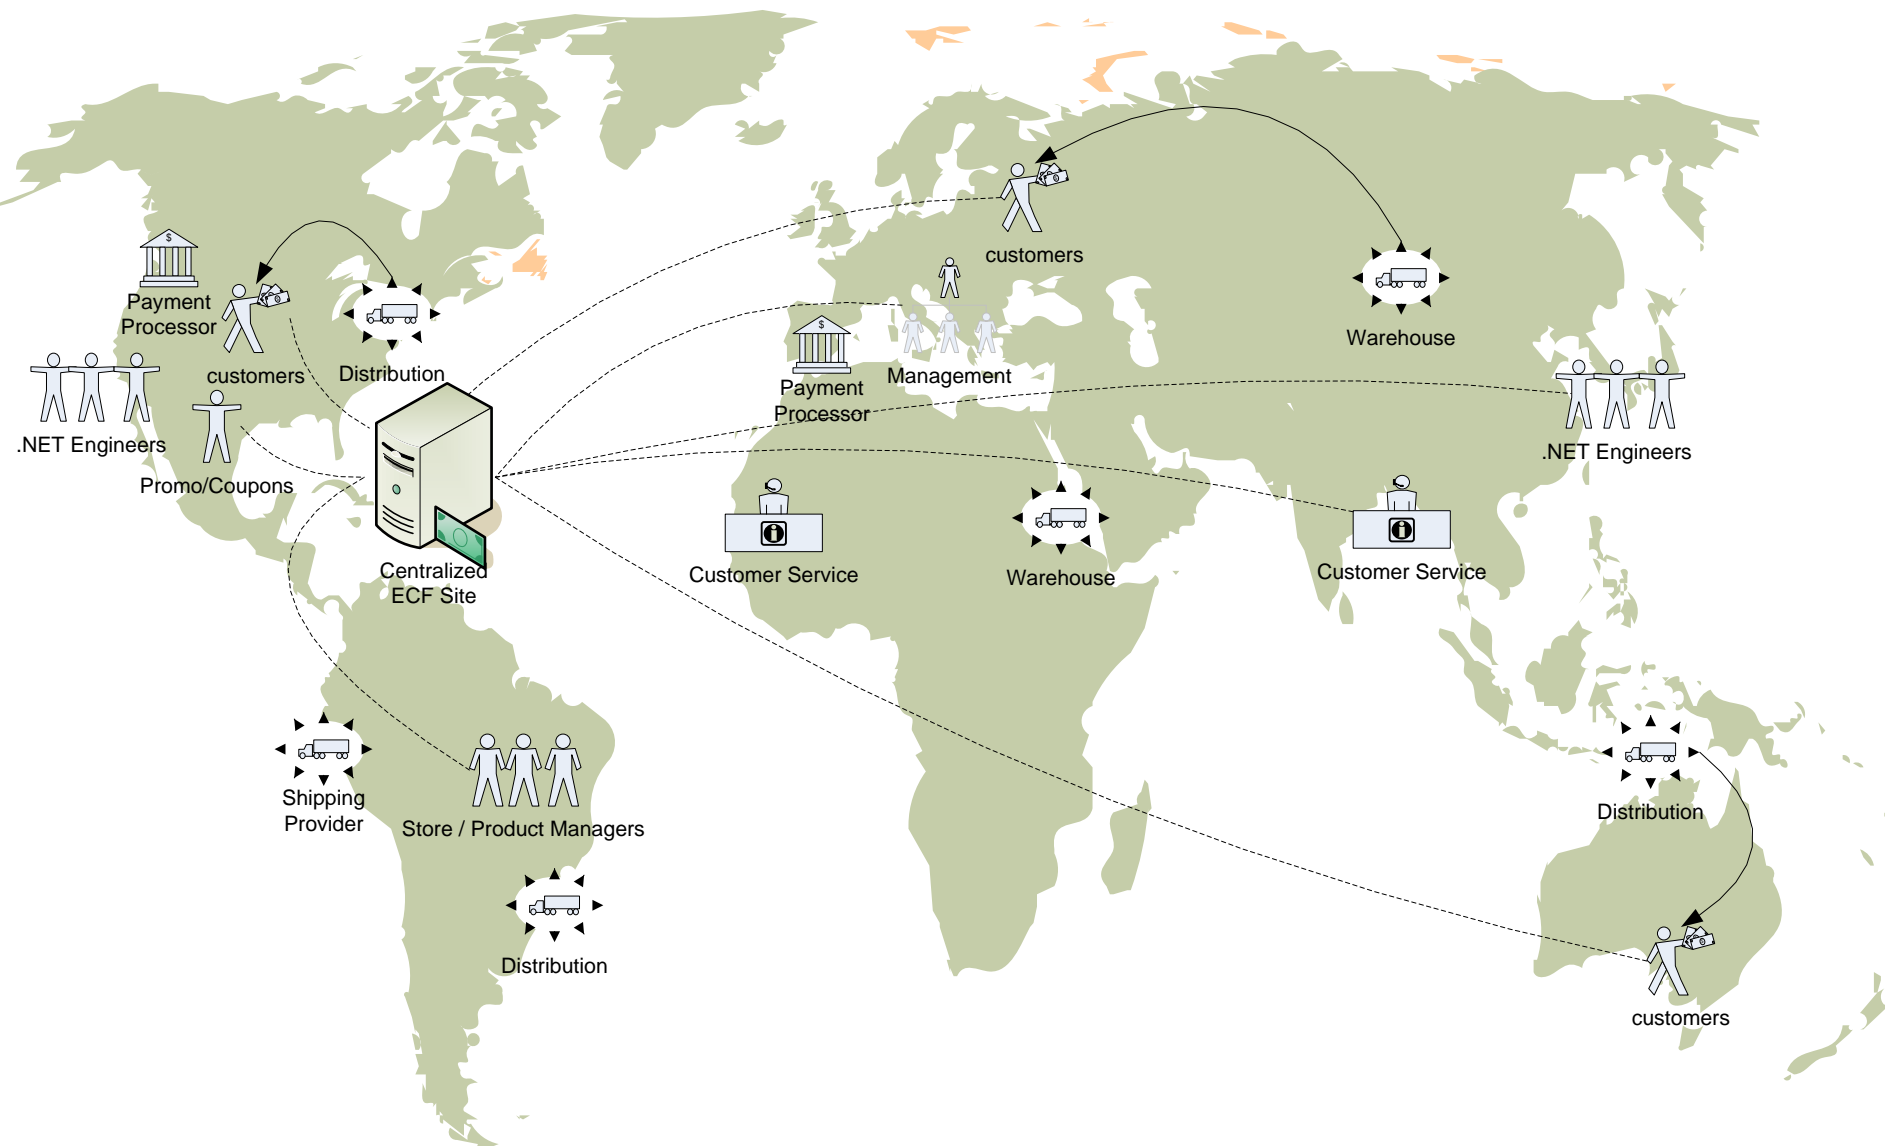 customers
$
Payment
Processor
customers
Distribution
.NET Engineers
Promo/Coupons
Centralized
ECF Site
$
Payment
Processor
Management
Warehouse
.NET Engineers
Customer Service
Warehouse
Customer Service
Shipping
Provider
Store / Product Managers
Distribution
Distribution
customers